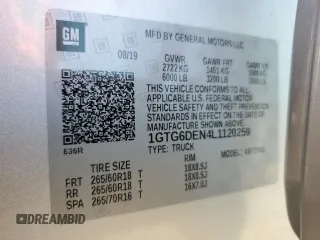 GM
MFD BY GENERAL MOTORS LLC
08/19
GVWR GAWR FRT GAWR RR
2722 KG 1451 KG
6000 LB 3200 LB
THIS VEHICLE CONFORMS TO ALL
APPLICABLE U.S. FEDERAL MOTOR
VEHICLE SAFETY AND THEFT PREVENTION
STANDARDS IN EFFECT ON THE DATE OF
MANUFACTURE SHOWN ABOVE.
1GTG6DEN4L1120259
TYPE: TRUCK MODEL:
636R
TIRE SIZE
FRT 265/60R18 T 18X8.5J
RR 265/60R18 T 18X8.5J
SPA 265/70R16 T 16X7.0J
DREAMBID